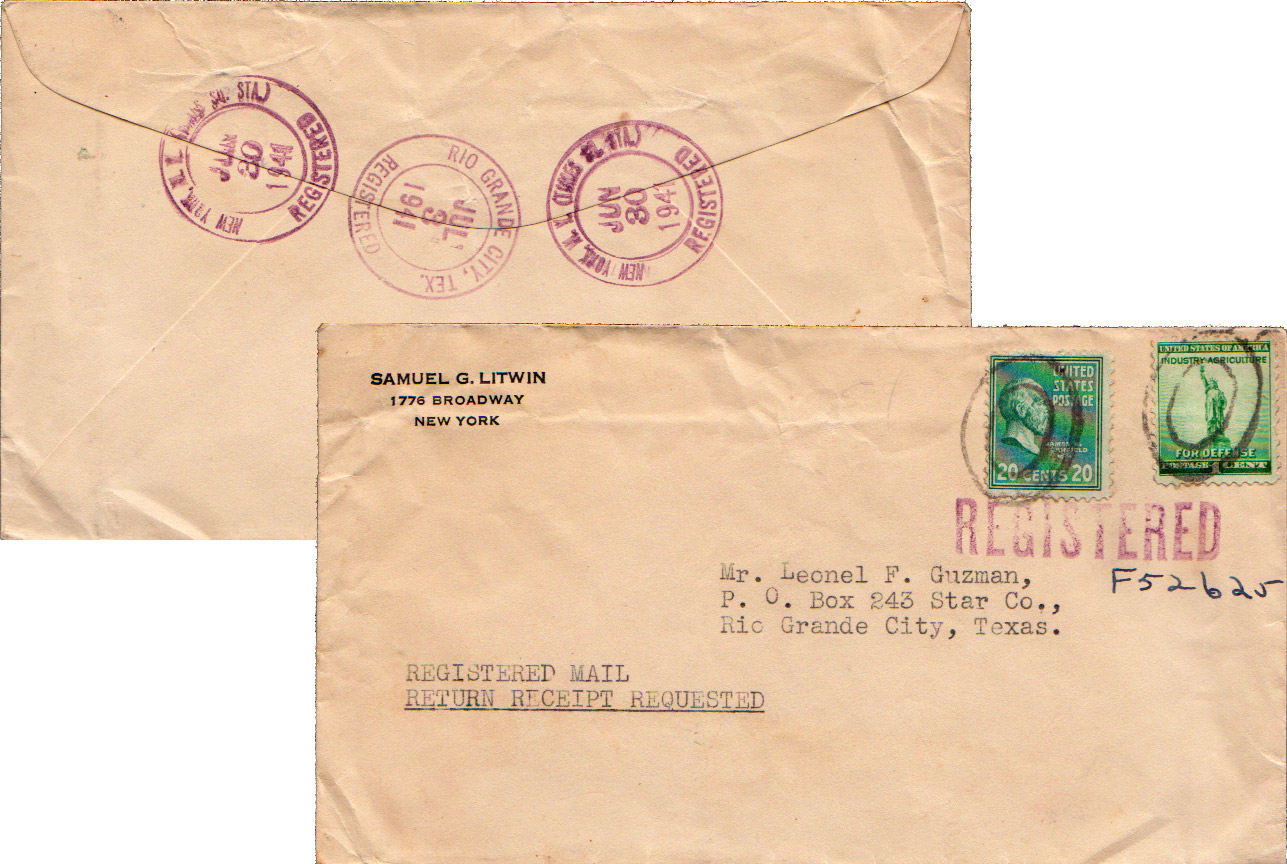 NEW YORK, N. Y. (TIMES SQ. STA.)
REGISTERED
JUN
30
1941
RIO GRANDE CITY, TEX.
REGISTERED
JUL
3
1941
NEW YORK, N. Y. (TIMES SQ. STA.)
REGISTERED
JUN
30
1941
SAMUEL G. LITWIN
1776 BROADWAY
NEW YORK
UNITED
STATES
POSTAGE
JAMES A.
GARFIELD
20 CENTS 20
UNITED STATES OF AMERICA
INDUSTRY AGRICULTURE
FOR DEFENSE
POSTAGE 1 CENT
REGISTERED
F52625
Mr. Leonel F. Guzman,
P. O. Box 243 Star Co.,
Rio Grande City, Texas.
REGISTERED MAIL
RETURN RECEIPT REQUESTED